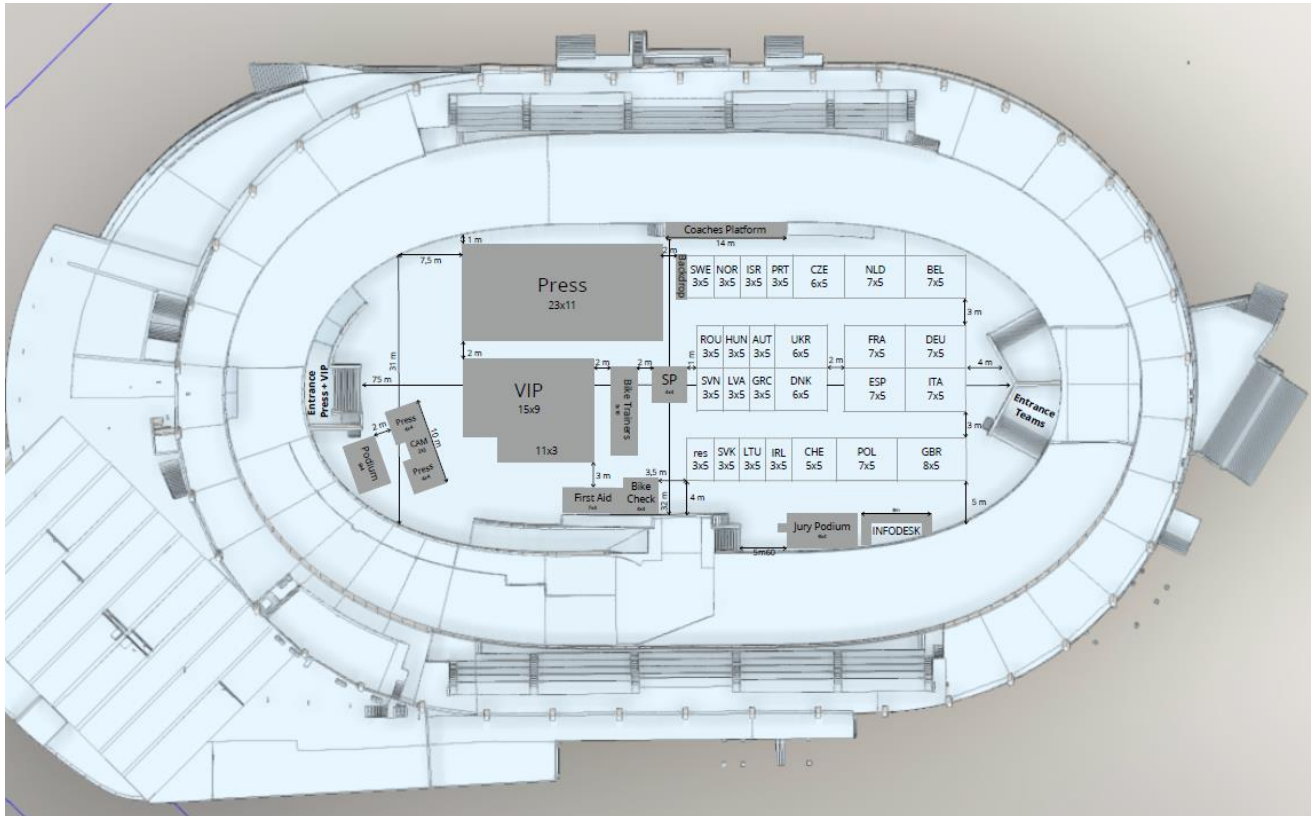 Coaches Platform
14 m
1 m
7,5 m
2 m
Backdrop
SWE NOR ISR PRT CZE NLD BEL
3x5 3x5 3x5 3x5 6x5 7x5 7x5
Press
23x11
3 m
31 m
ROU HUN AUT UKR FRA DEU
3x5 3x5 3x5 6x5 7x5 7x5
2 m
2 m
2 m
1 m
2 m
4 m
Entrance
Press + VIP
75 m
VIP
15x9
Bike Trainers
SP
4x4
SVN LVA GRC DNK ESP ITA
3x5 3x5 3x5 6x5 7x5 7x5
Entrance
Teams
Press
CAM
Press
10 m
2 m
Podium
11x3
3 m
res SVK LTU IRL CHE POL GBR
3x5 3x5 3x5 3x5 5x5 7x5 8x5
3 m
3,5 m
First Aid
Bike
Check
32 m
4 m
5 m
Jury Podium
INFODESK
5m60